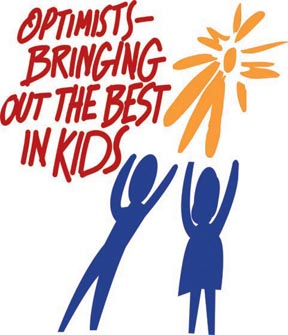 OPTIMISTS–
BRINGING
OUT THE BEST
IN KIDS